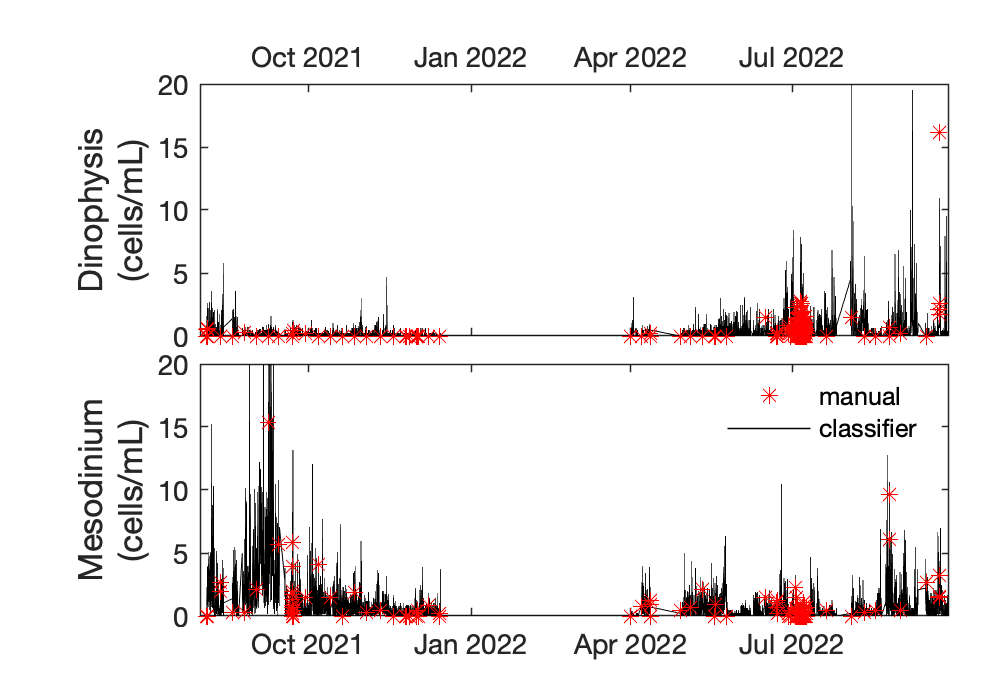 Oct 2021 Jan 2022 Apr 2022 Jul 2022
20
15
10
5
0
Dinophysis
(cells/mL)
20
15
10
5
0
Mesodinium
(cells/mL)
manual
classifier
Oct 2021 Jan 2022 Apr 2022 Jul 2022